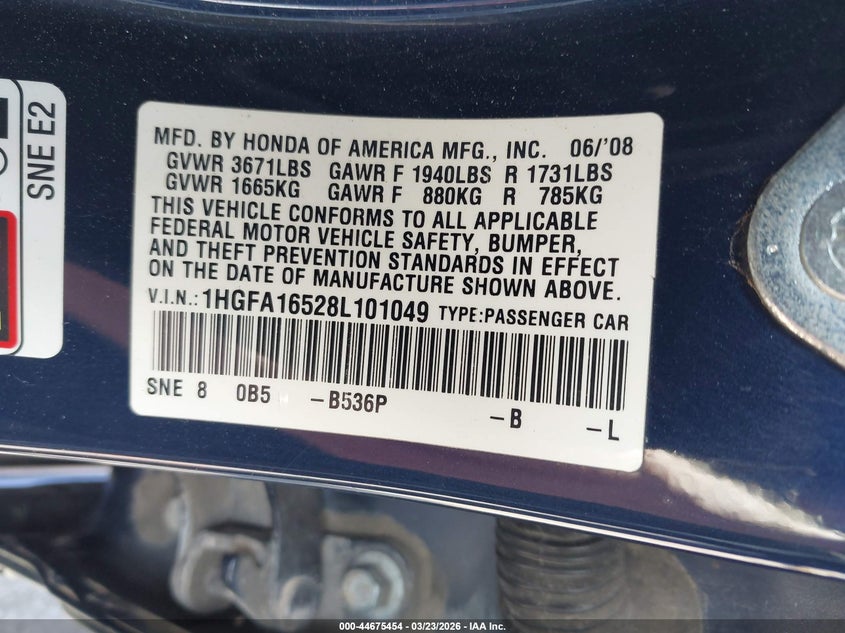 SNE E2
MFD. BY HONDA OF AMERICA MFG., INC. 06/'08
GVWR 3671LBS GAWR F 1940LBS R 1731LBS
GVWR 1665KG GAWR F 880KG R 785KG
THIS VEHICLE CONFORMS TO ALL APPLICABLE
FEDERAL MOTOR VEHICLE SAFETY, BUMPER,
AND THEFT PREVENTION STANDARDS IN EFFECT
ON THE DATE OF MANUFACTURE SHOWN ABOVE.
V.I.N.: 1HGFA16528L101049 TYPE:PASSENGER CAR
SNE 8 0B5 -B536P -B -L
000-44675454 — 03/23/2026 — IAA Inc.